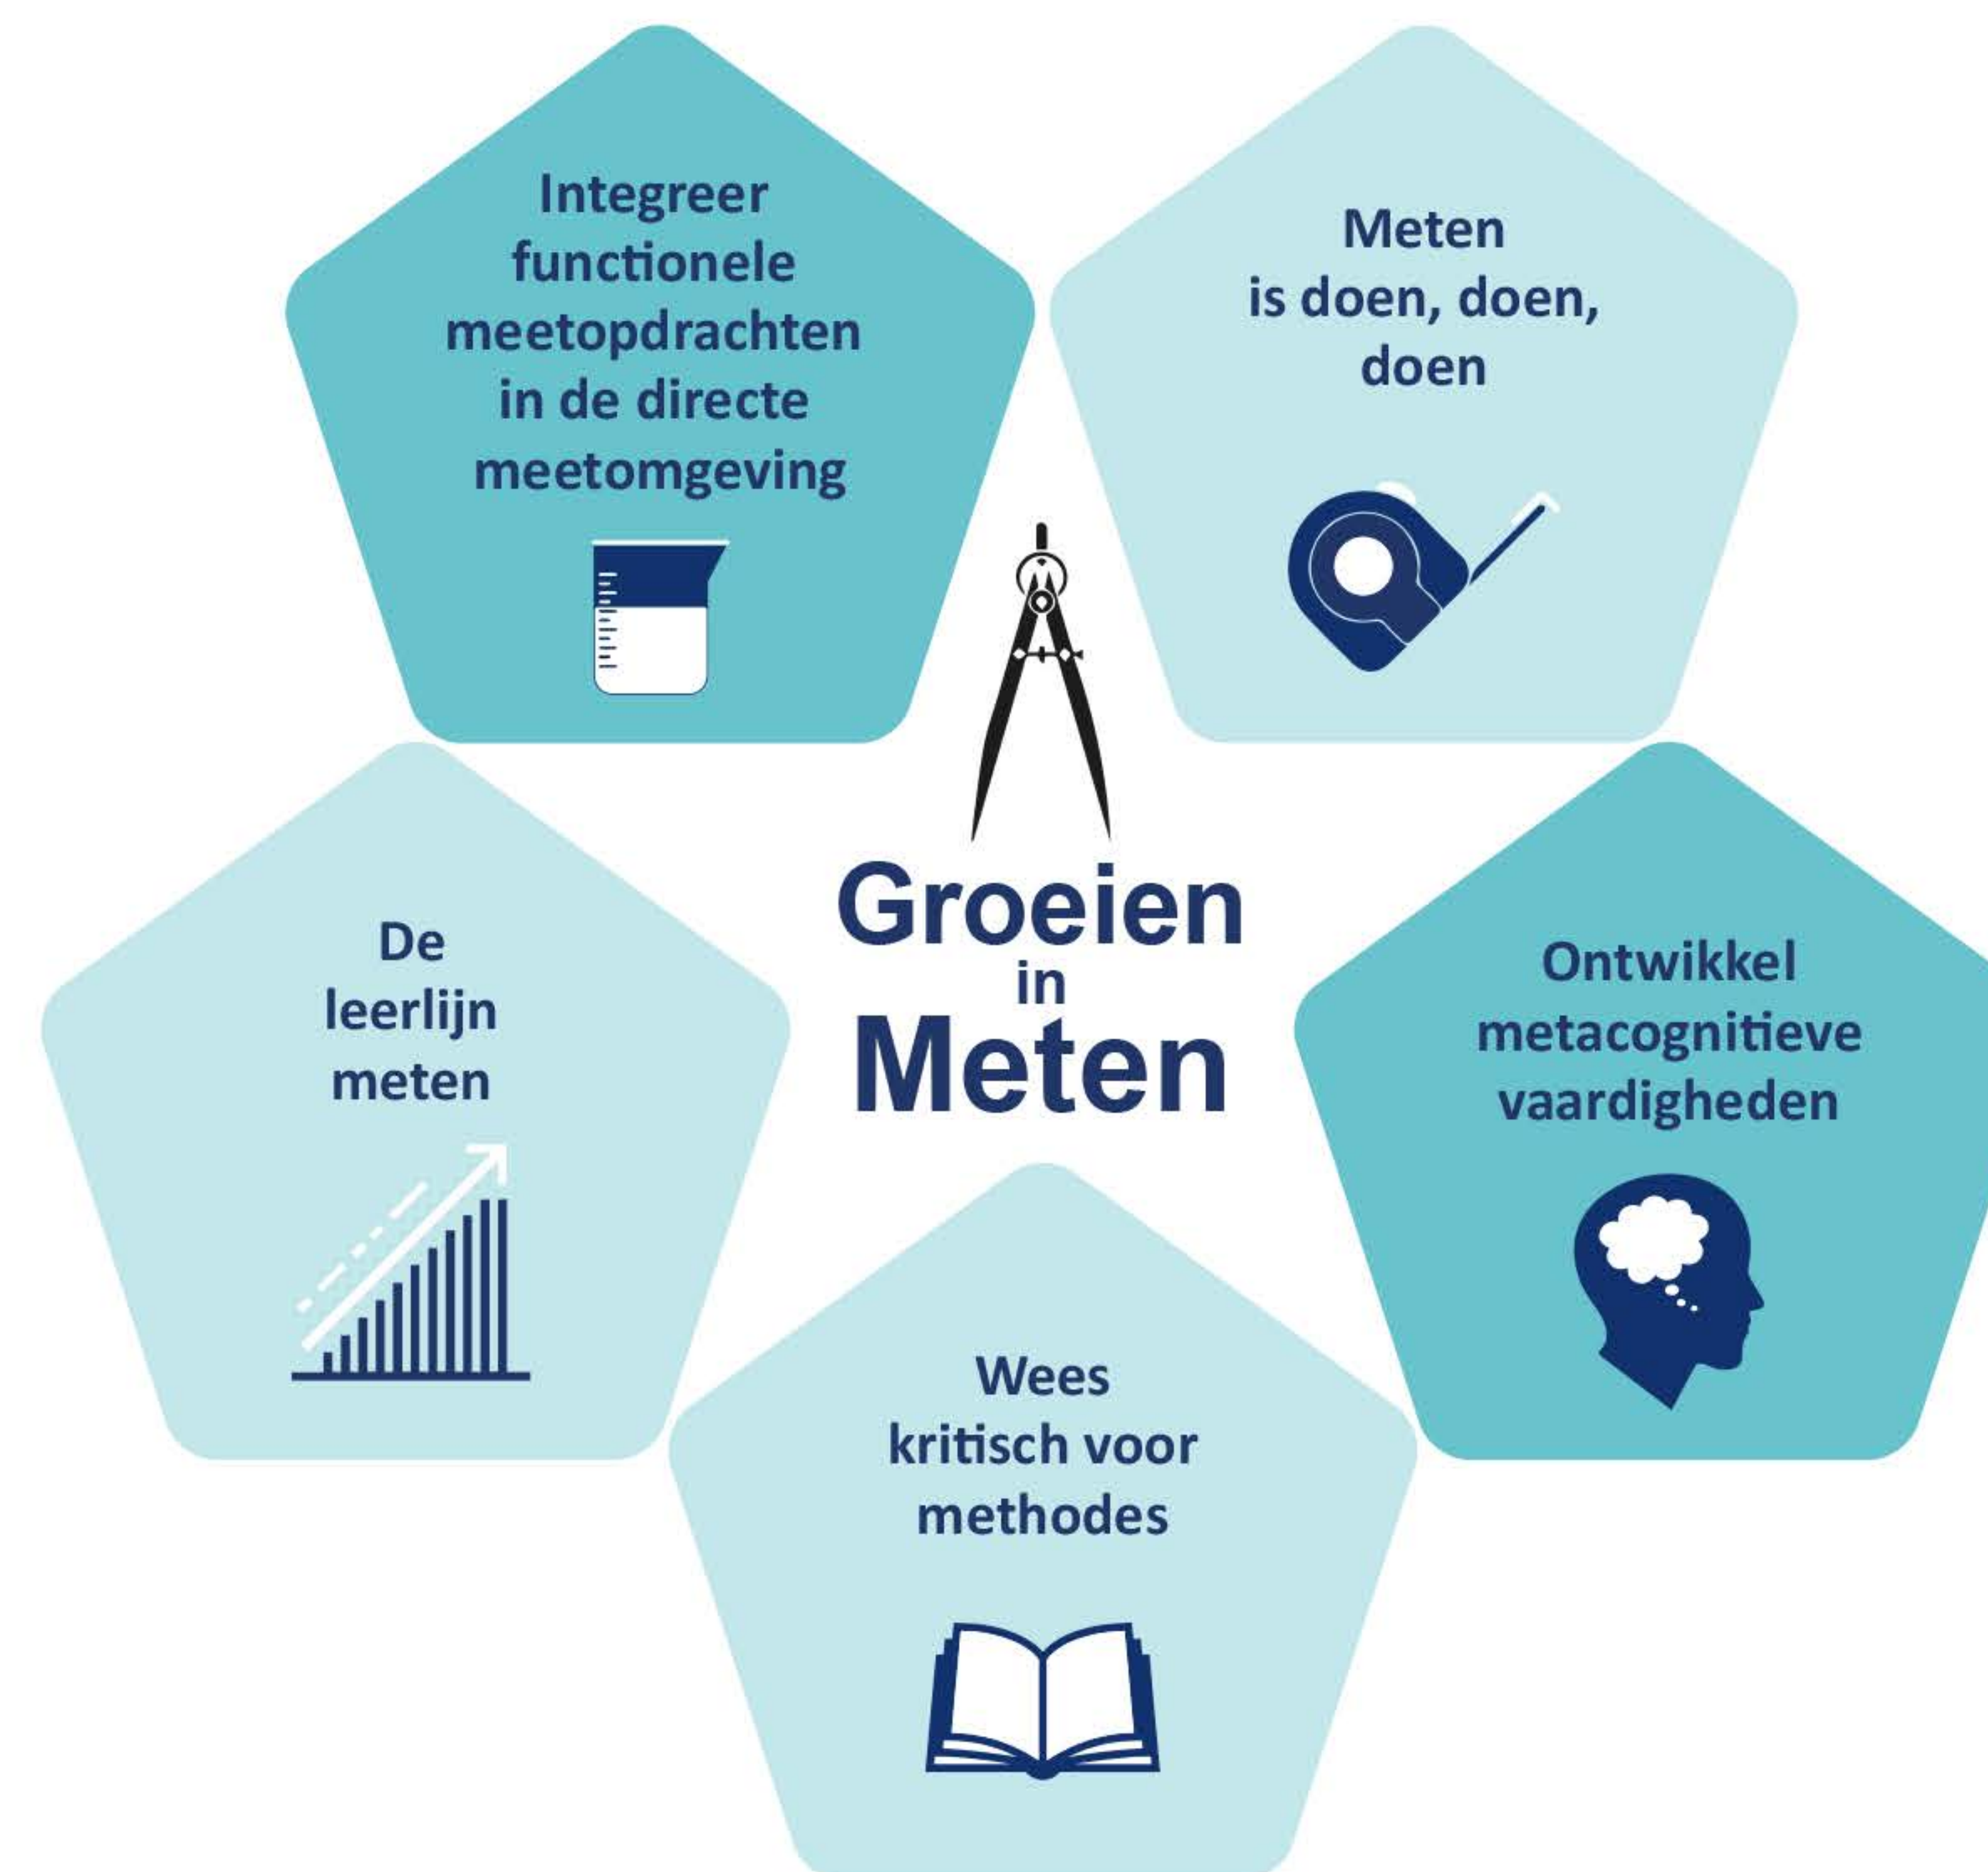 Integreer
functionele
meetopdrachten
in de directe
meetomgeving
Meten
is doen, doen,
doen
Groeien
in
Meten
De
leerlijn
meten
Ontwikkel
metacognitieve
vaardigheden
Wees
kritisch voor
methodes